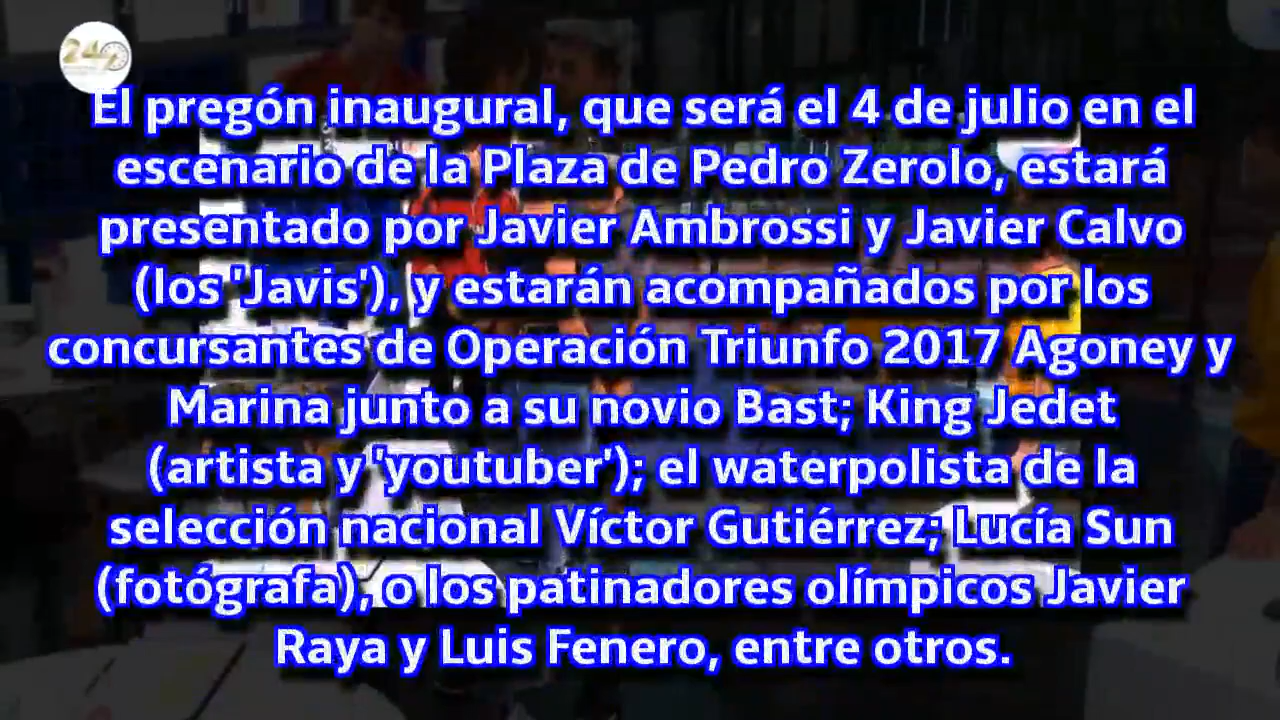 24/7
El pregón inaugural, que será el 4 de julio en el
escenario de la Plaza de Pedro Zerolo, estará
presentado por Javier Ambrossi y Javier Calvo
(los 'Javis'), y estarán acompañados por los
concursantes de Operación Triunfo 2017 Agoney y
Marina junto a su novio Bast; King Jedet
(artista y 'youtuber'); el waterpolista de la
selección nacional Víctor Gutiérrez; Lucía Sun
(fotógrafa), o los patinadores olímpicos Javier
Raya y Luis Fenero, entre otros.